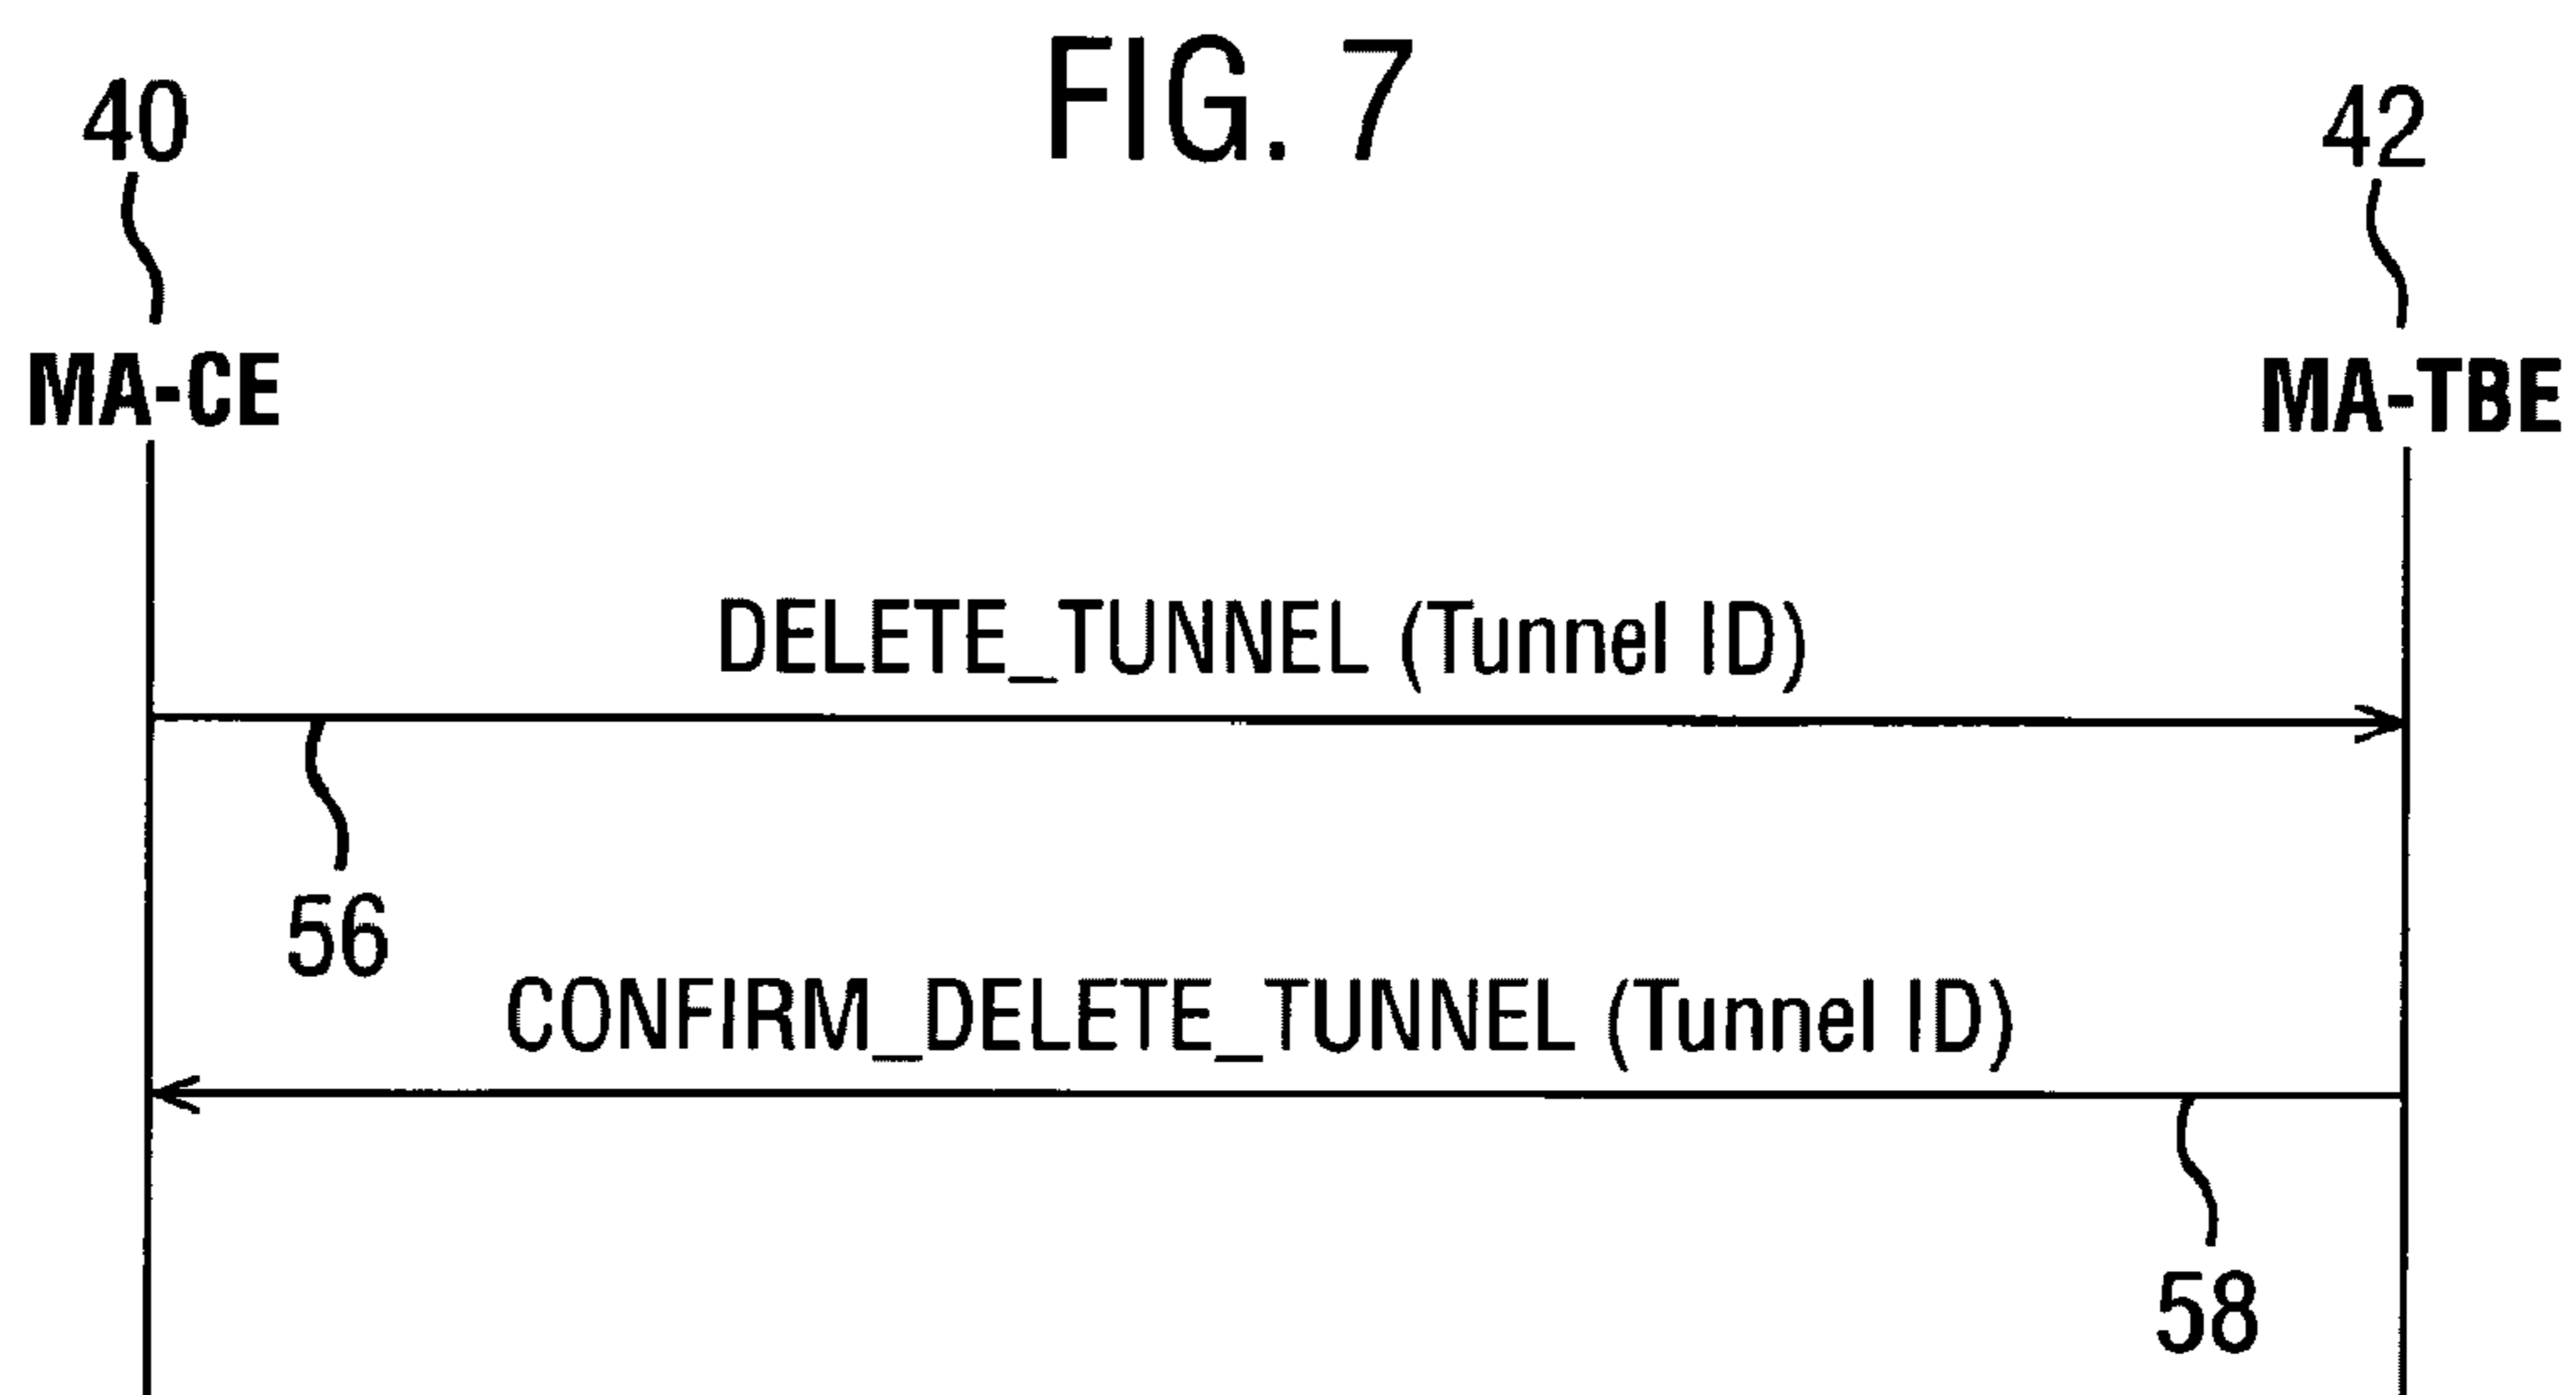 FIG. 7
40
42
MA-CE
MA-TBE
DELETE_TUNNEL (Tunnel ID)
56
CONFIRM_DELETE_TUNNEL (Tunnel ID)
58